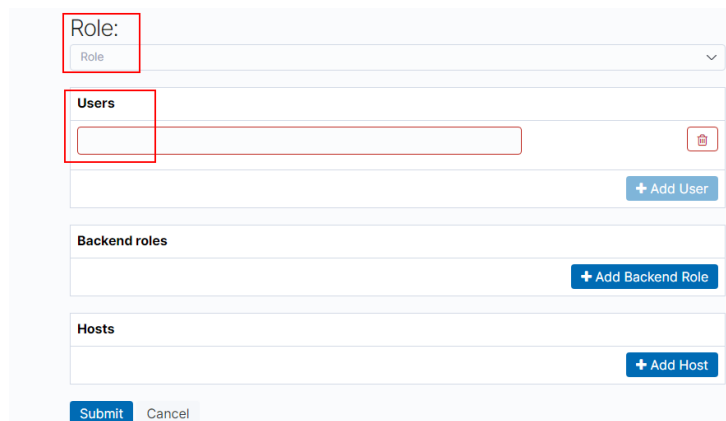 Role:
Role
Users
+ Add User
Backend roles
+ Add Backend Role
Hosts
+ Add Host
Submit Cancel